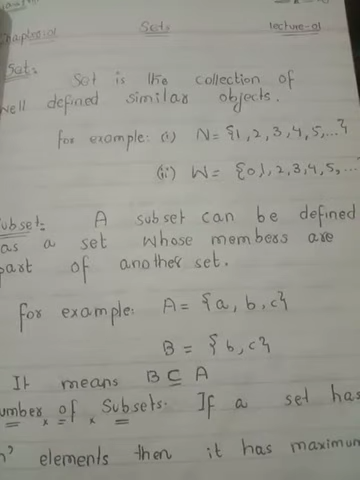 Chapter:01 Sets lecture-01
Set:- Set is the collection of
well defined similar objects.
For example: (i) N={1,2,3,4,5,...}
(ii) W={0,1,2,3,4,5,...
Subset:- A subset can be defined
as a set whose members are
part of another set.
For example: A={a,b,c}
B={b,c}
It means B⊆A
Number of Subsets:- If a set has
'n' elements then it has maximum